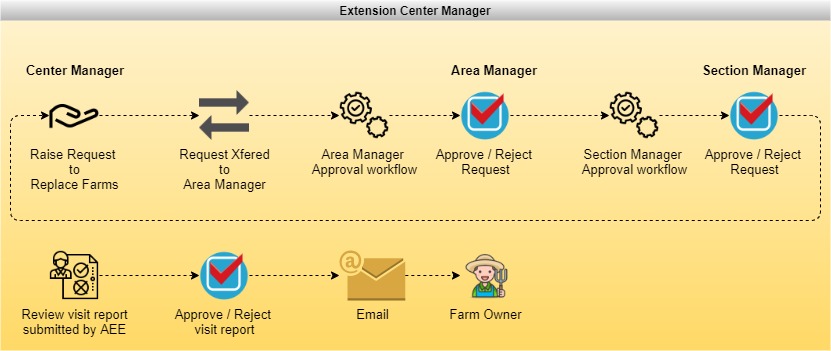 Extension Center Manager
Center Manager
Area Manager
Section Manager
Raise Request
to
Replace Farms
Request Xfered
to
Area Manager
Area Manager
Approval workflow
Approve / Reject
Request
Section Manager
Approval workflow
Approve / Reject
Request
@
Review visit report
submitted by AEE
Approve / Reject
visit report
Email
Farm Owner